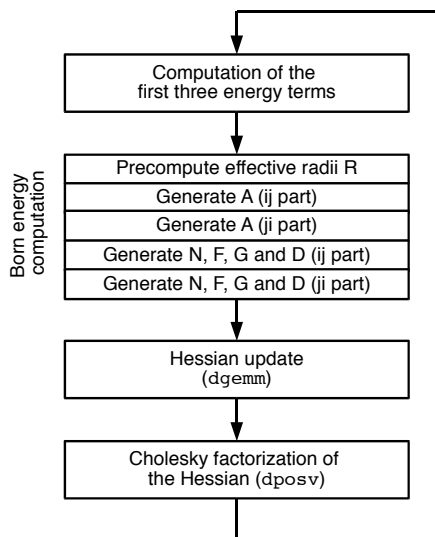 Computation of the
first three energy terms
Born energy
computation
Precompute effective radii R
Generate A (ij part)
Generate A (ji part)
Generate N, F, G and D (ij part)
Generate N, F, G and D (ji part)
Hessian update
(dgemm)
Cholesky factorization of
the Hessian (dposv)